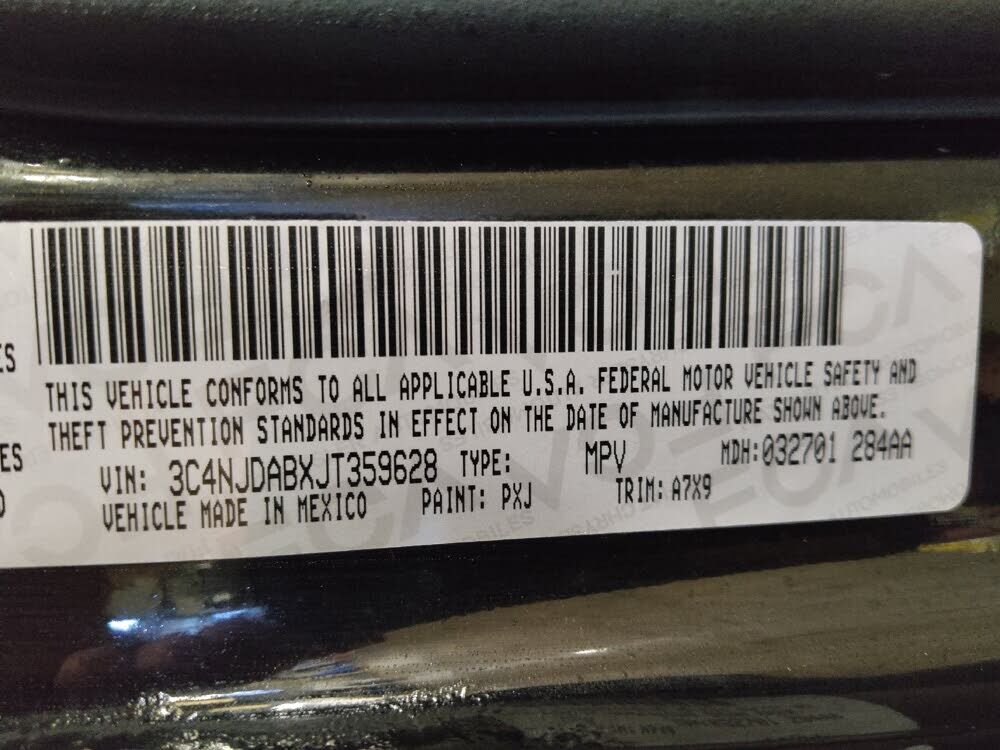 THIS VEHICLE CONFORMS TO ALL APPLICABLE U.S.A. FEDERAL MOTOR VEHICLE SAFETY AND
THEFT PREVENTION STANDARDS IN EFFECT ON THE DATE OF MANUFACTURE SHOWN ABOVE.
VIN: 3C4NJDABXJT359628 TYPE: MPV MDH:032701 284AA
VEHICLE MADE IN MEXICO PAINT: PXJ TRIM: A7X9